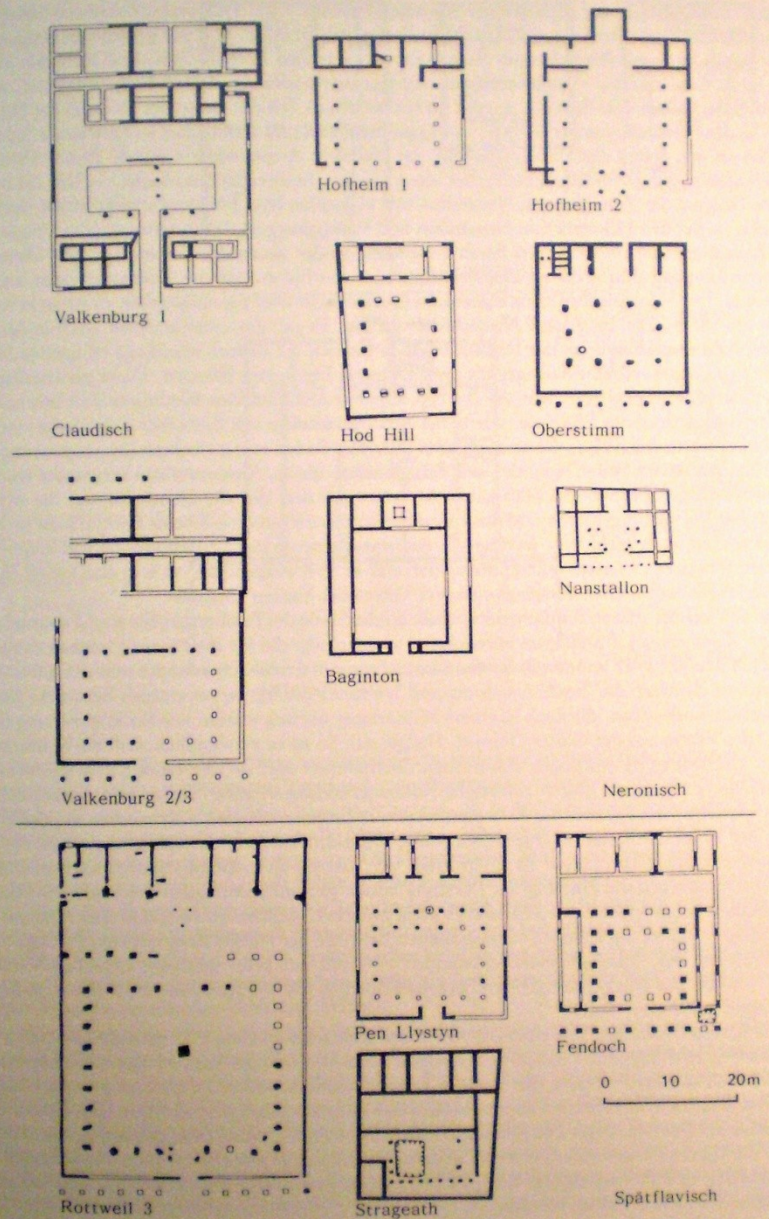 Valkenburg 1
Hofheim 1
Hofheim 2
Claudisch
Hod Hill
Oberstimm
Valkenburg 2/3
Baginton
Nanstallon
Neronisch
Rottweil 3
Pen Llystyn
Strageath
Fendoch
0 10 20m
Spätflavisch